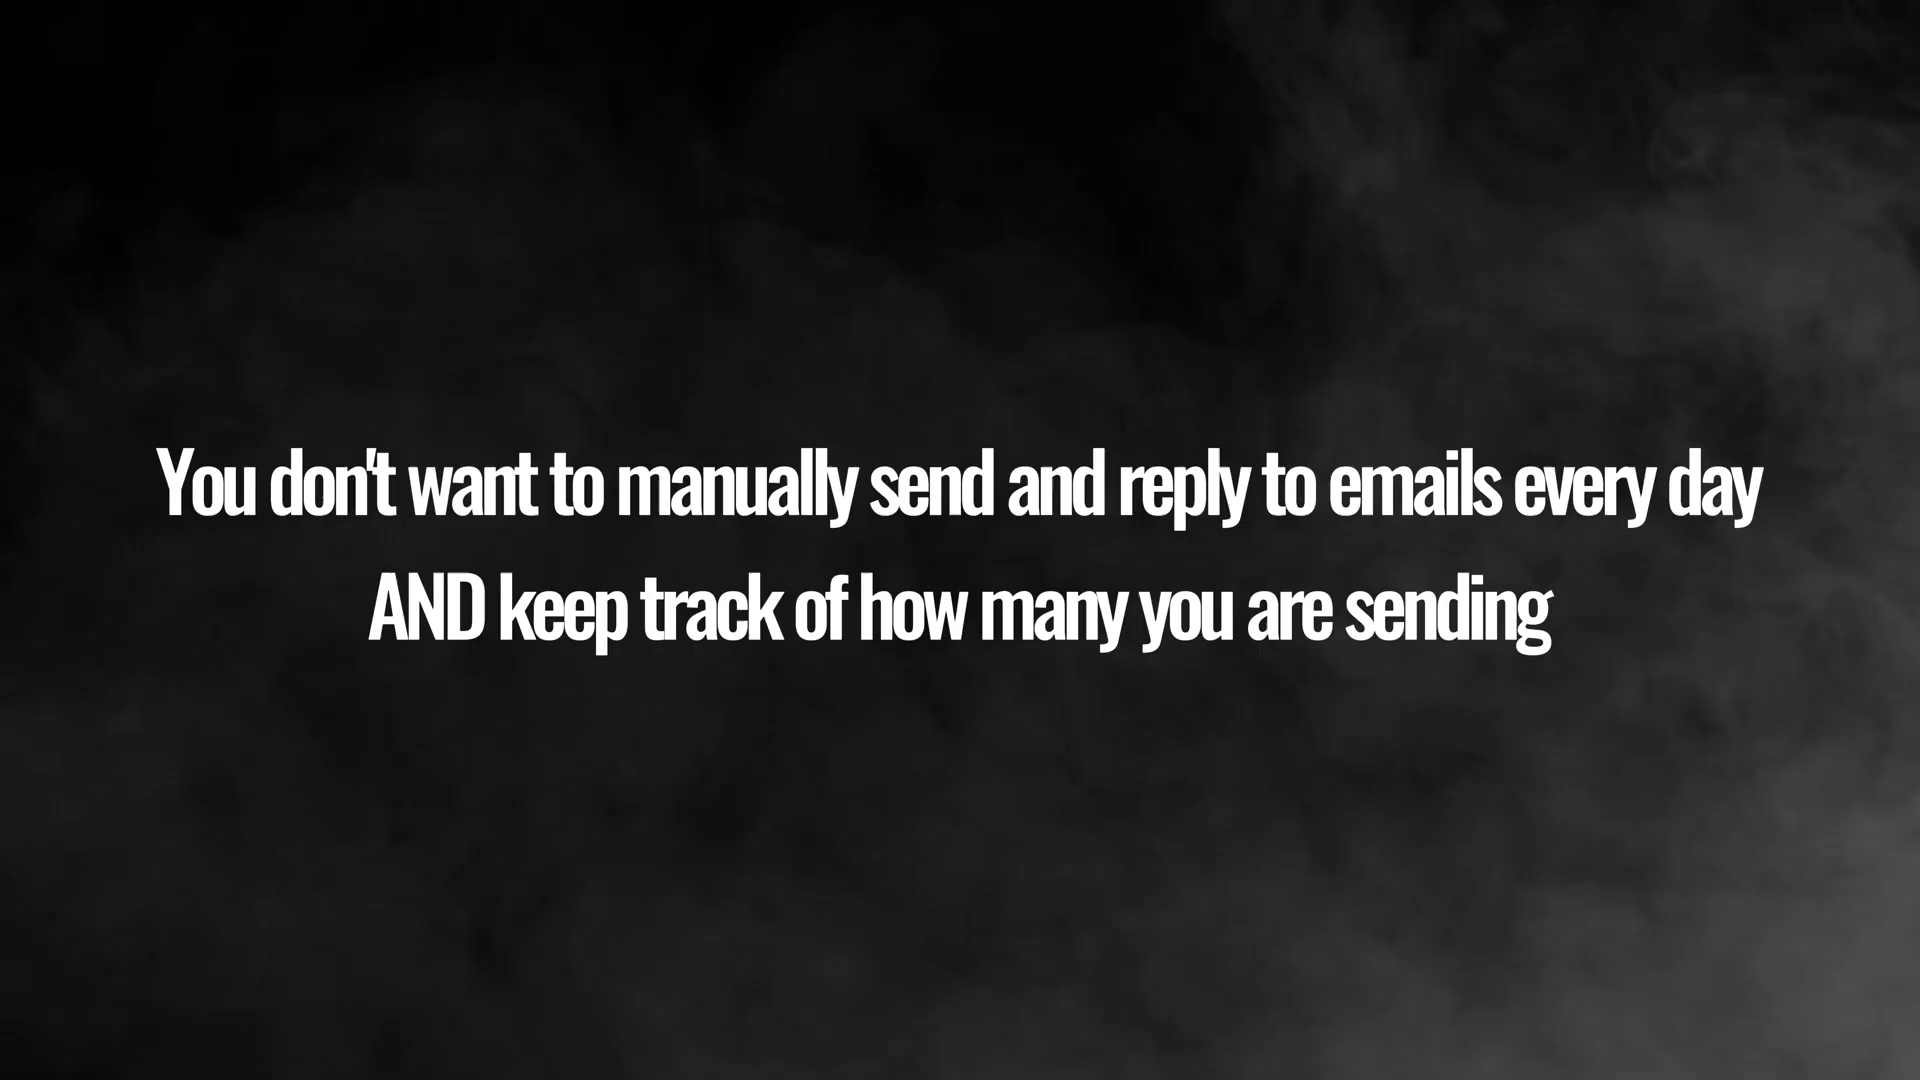 You don't want to manually send and reply to emails every day
AND keep track of how many you are sending